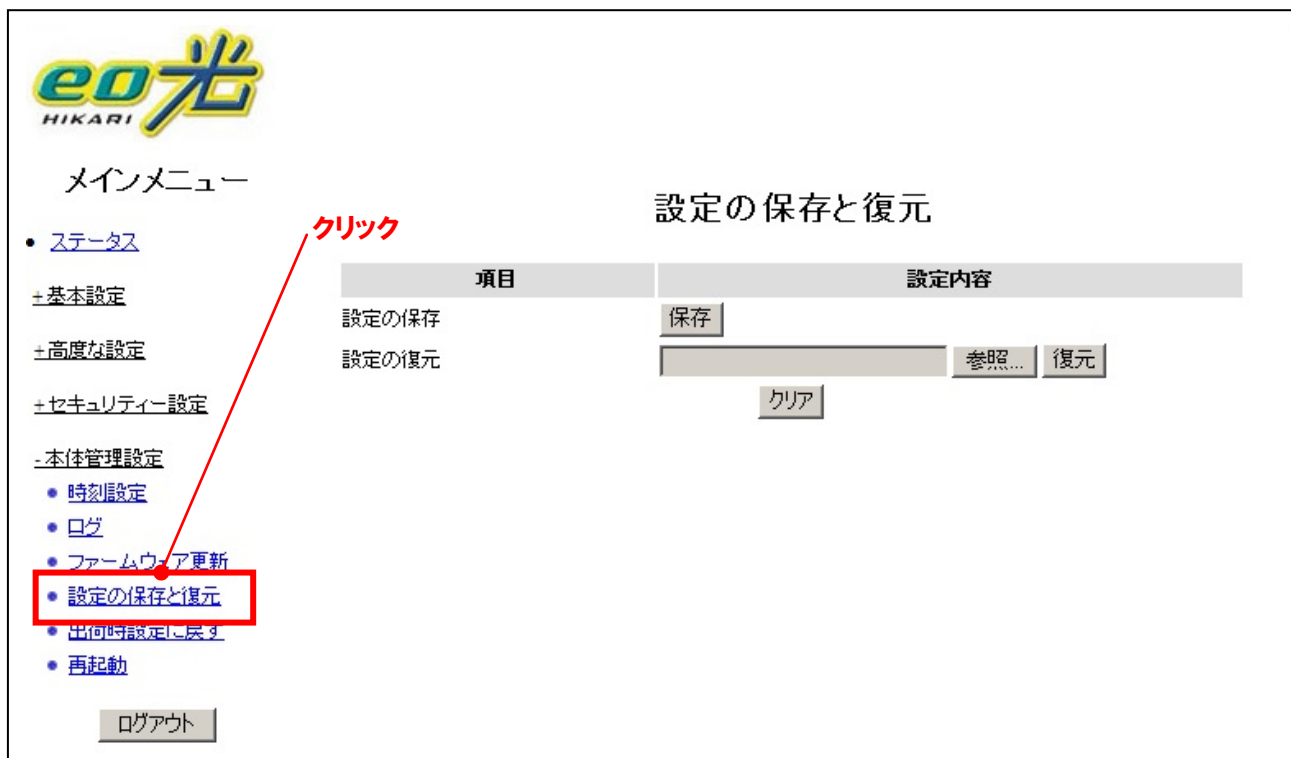 eo光
HIKARI
メインメニュー
設定の保存と復元
クリック
• ステータス
項目 設定内容
+基本設定
設定の保存 保存
+高度な設定
設定の復元 参照... 復元
クリア
+セキュリティー設定
-本体管理設定
• 時刻設定
• ログ
• ファームウェア更新
• 設定の保存と復元
• 出荷時設定に戻す
• 再起動
ログアウト